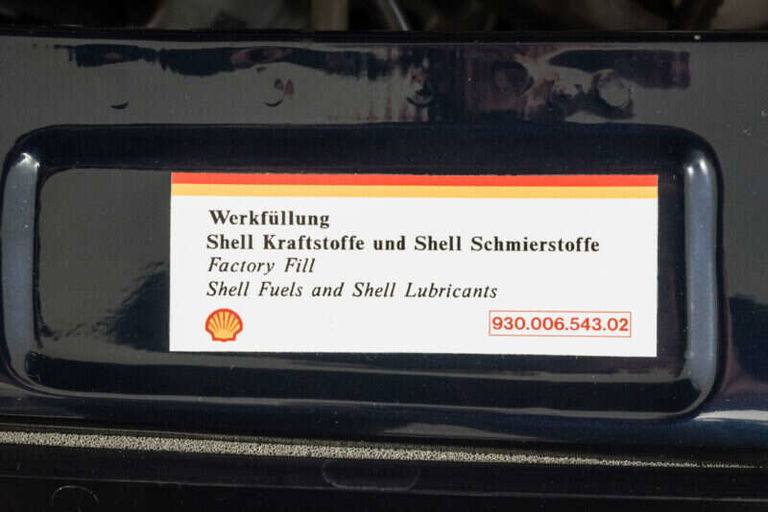 Werkfüllung
Shell Kraftstoffe und Shell Schmierstoffe
Factory Fill
Shell Fuels and Shell Lubricants
930.006.543.02